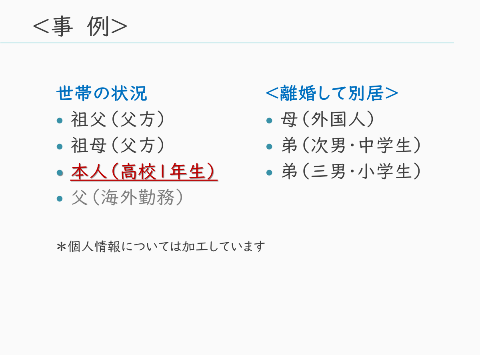 ＜事 例＞
世帯の状況
• 祖父（父方）
• 祖母（父方）
• 本人（高校1年生）
• 父（海外勤務）
＜離婚して別居＞
• 母（外国人）
• 弟（次男・中学生）
• 弟（三男・小学生）
＊個人情報については加工しています